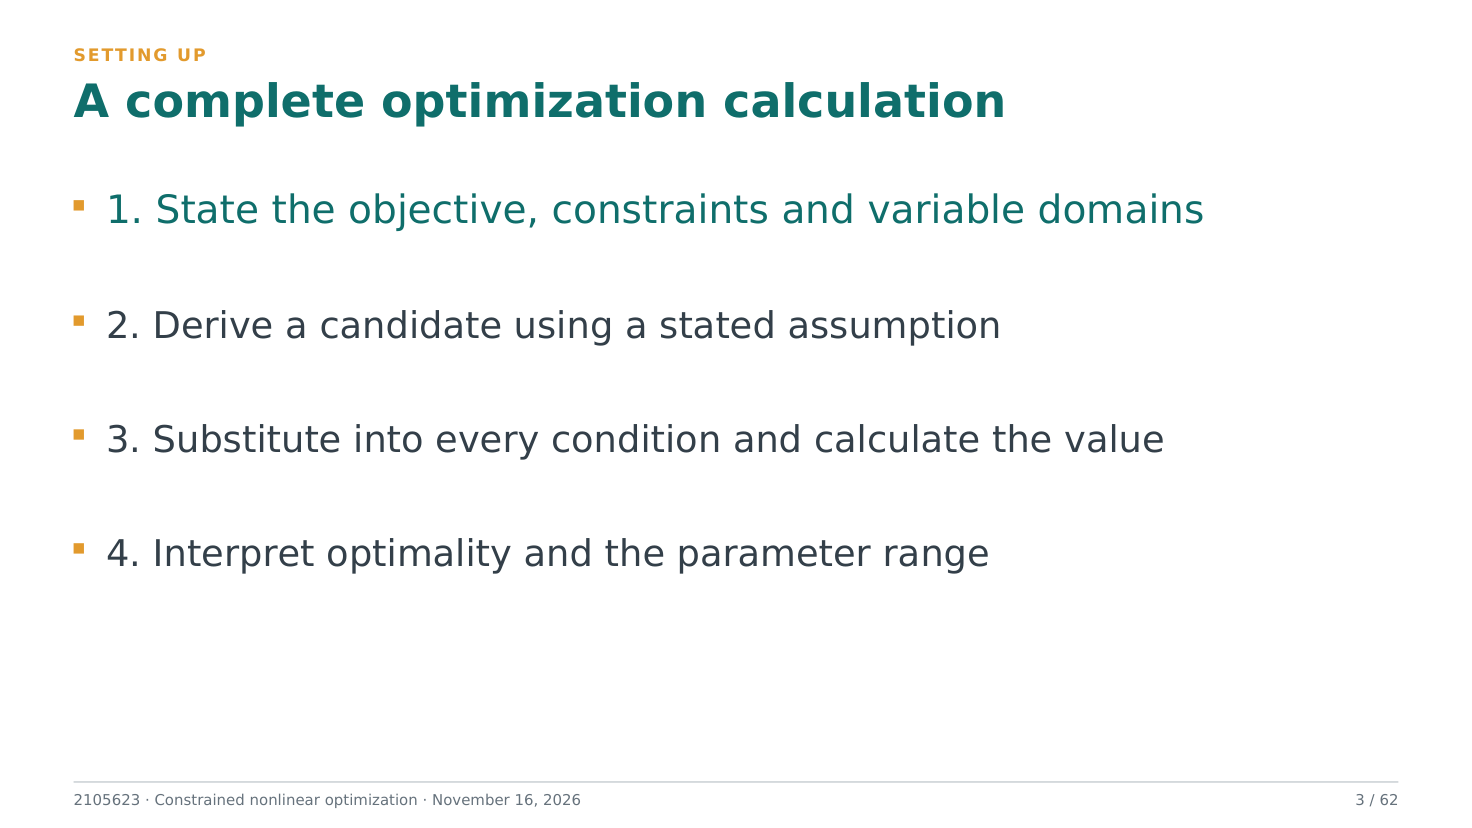 SETTING UP
A complete optimization calculation
▪ 1. State the objective, constraints and variable domains
▪ 2. Derive a candidate using a stated assumption
▪ 3. Substitute into every condition and calculate the value
▪ 4. Interpret optimality and the parameter range
2105623 · Constrained nonlinear optimization · November 16, 2026
3 / 62